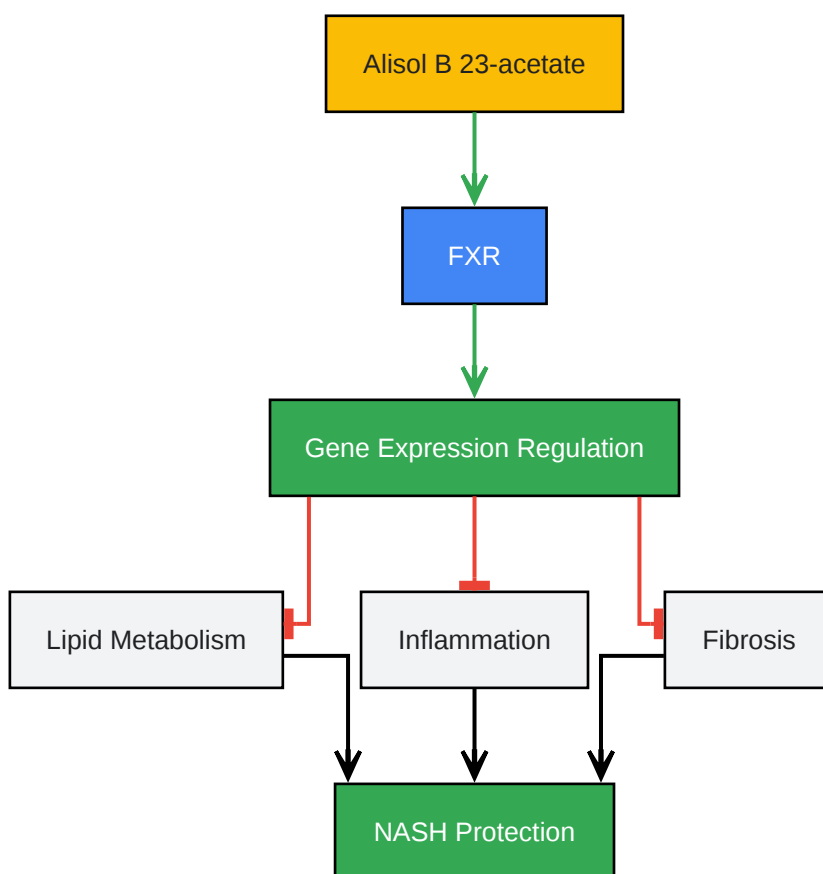 Alisol B 23-acetate
FXR
Gene Expression Regulation
Lipid Metabolism
Inflammation
Fibrosis
NASH Protection